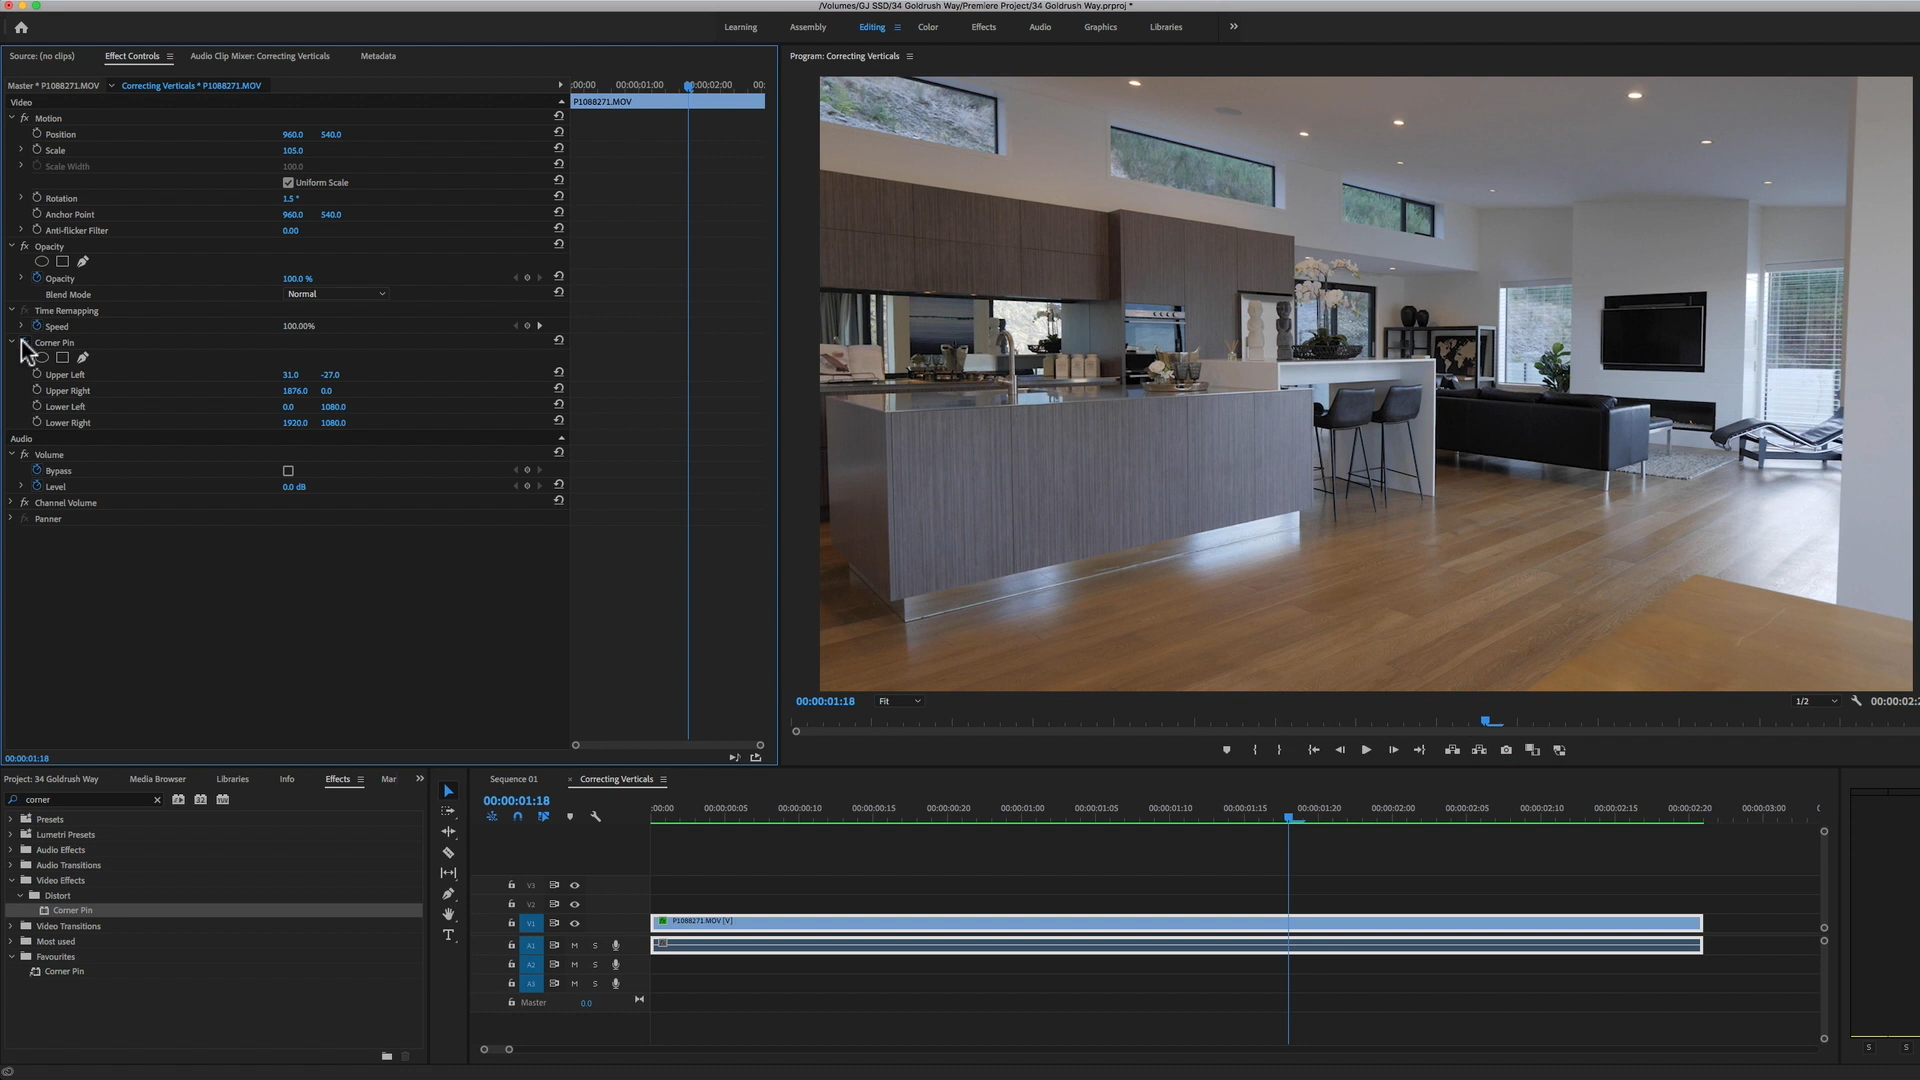 /Volumes/GJ SSD/34 Goldrush Way/Premiere Project/34 Goldrush Way.prproj *
Learning Assembly Editing Color Effects Audio Graphics Libraries
Source: (no clips) Effect Controls Audio Clip Mixer: Correcting Verticals Metadata
Program: Correcting Verticals
Master * P1088271.MOV Correcting Verticals * P1088271.MOV
:00:00 00:00:01:00 00:00:02:00 00:
Video
P1088271.MOV
fx Motion
Position 960.0 540.0
Scale 105.0
Scale Width 100.0
Uniform Scale
Rotation 1.5 °
Anchor Point 960.0 540.0
Anti-flicker Filter 0.00
fx Opacity
Opacity 100.0 %
Blend Mode Normal
fx Time Remapping
Speed 100.00%
Corner Pin
Upper Left 31.0 -27.0
Upper Right 1876.0 0.0
Lower Left 0.0 1080.0
Lower Right 1920.0 1080.0
Audio
fx Volume
Bypass
Level 0.0 dB
fx Channel Volume
fx Panner
00:00:01:18
00:00:01:18 Fit 1/2 00:00:02:2
Project: 34 Goldrush Way Media Browser Libraries Info Effects Mar
corner
32 YUV
Presets
Lumetri Presets
Audio Effects
Audio Transitions
Video Effects
Distort
Corner Pin
Video Transitions
Most used
Favourites
Corner Pin
T
Sequence 01 × Correcting Verticals
00:00:01:18
:00:00 00:00:00:05 00:00:00:10 00:00:00:15 00:00:00:20 00:00:01:00 00:00:01:05 00:00:01:10 00:00:01:15 00:00:01:20 00:00:02:00 00:00:02:05 00:00:02:10 00:00:02:15 00:00:02:20 00:00:03:00
V3
V2
V1 P1088271.MOV [V]
A1 M S
A2 M S
A3 M S
Master 0.0
S S